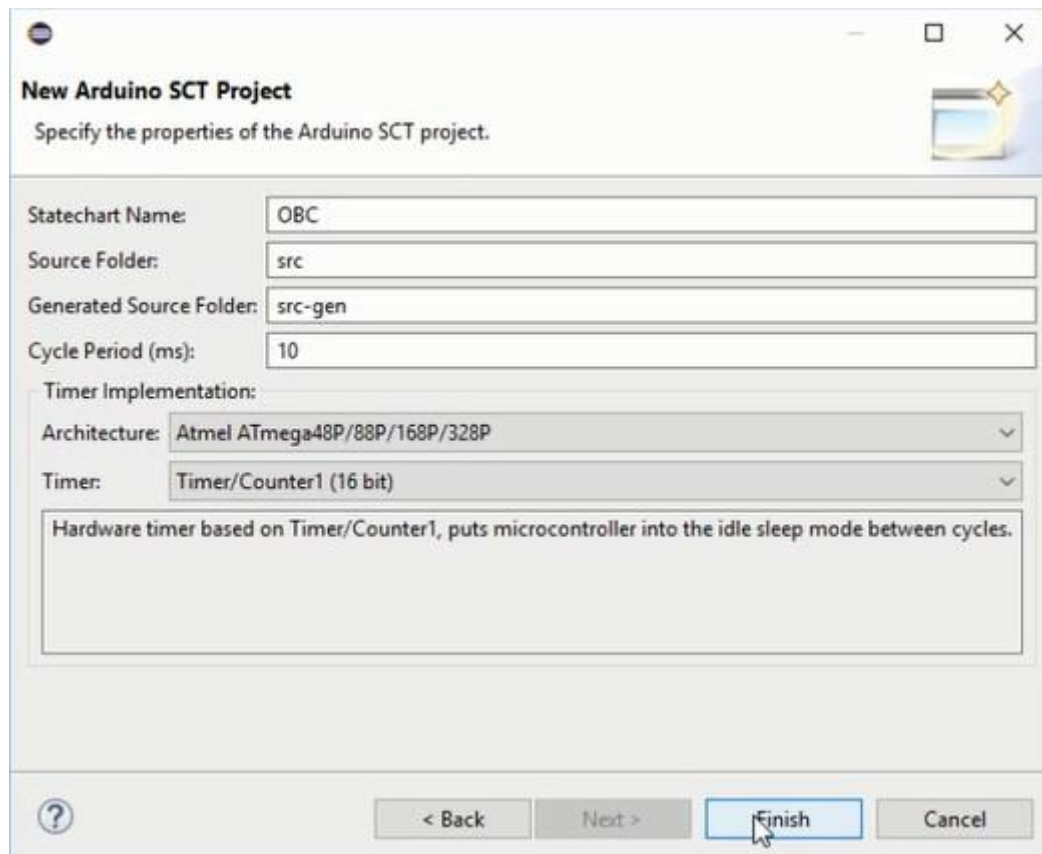 New Arduino SCT Project
Specify the properties of the Arduino SCT project.
Statechart Name: OBC
Source Folder: src
Generated Source Folder: src-gen
Cycle Period (ms): 10
Timer Implementation:
Architecture: Atmel ATmega48P/88P/168P/328P
Timer: Timer/Counter1 (16 bit)
Hardware timer based on Timer/Counter1, puts microcontroller into the idle sleep mode between cycles.
? < Back Next > Finish Cancel